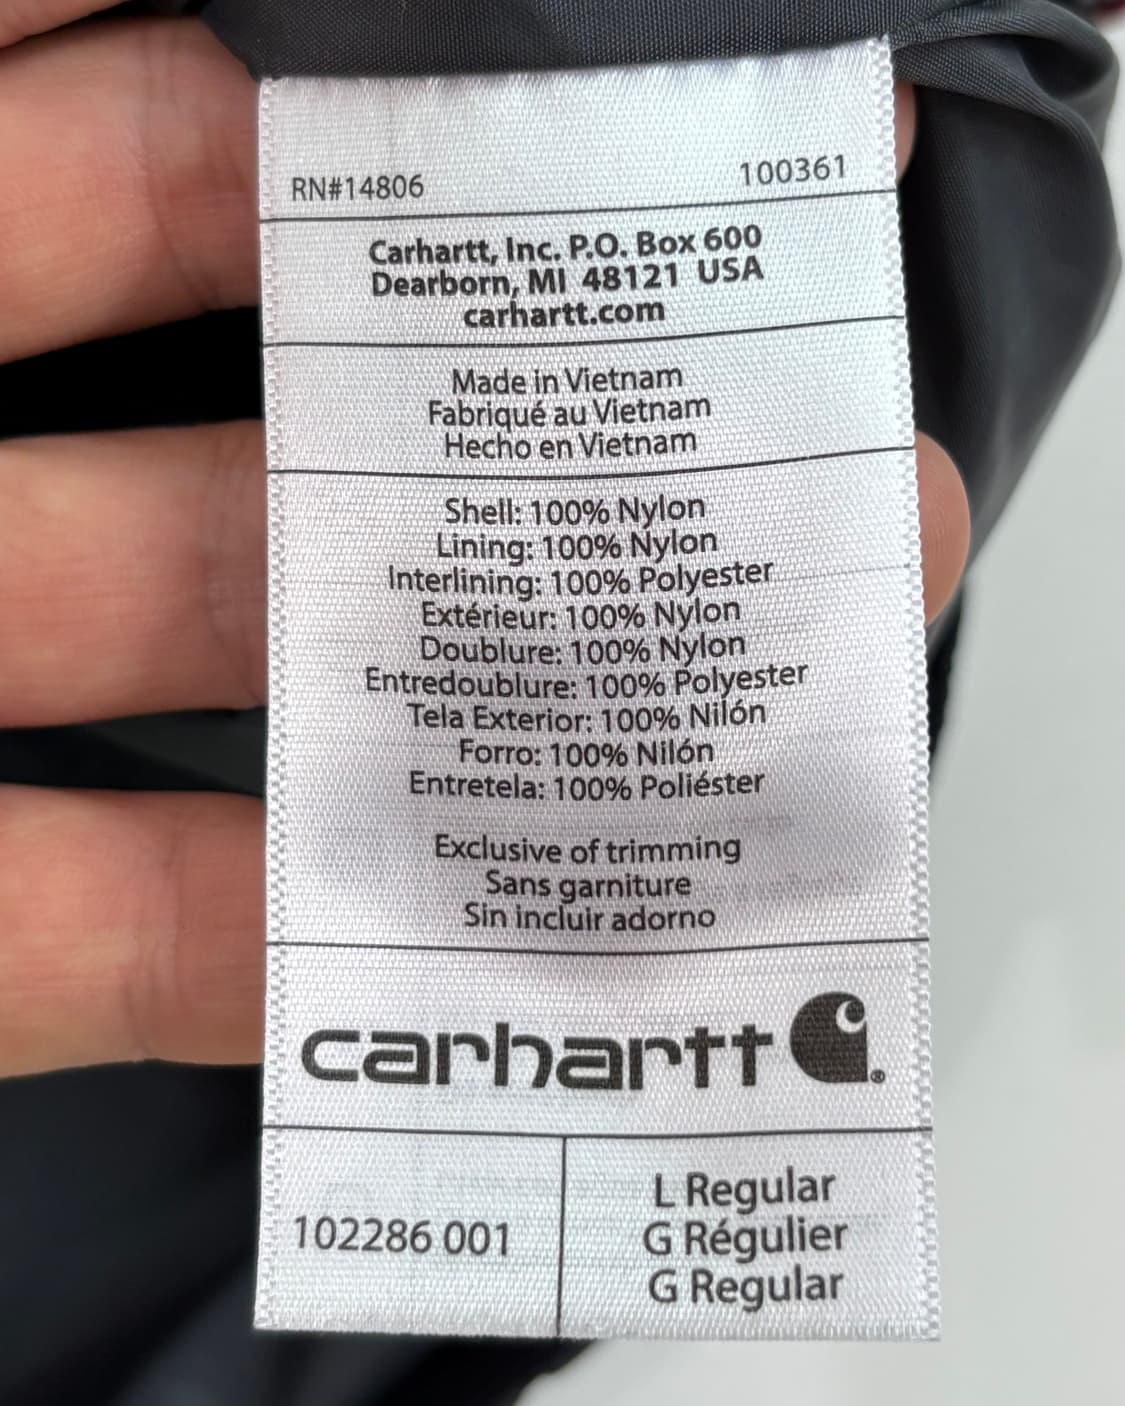 RN#14806 100361
Carhartt, Inc. P.O. Box 600
Dearborn, MI 48121 USA
carhartt.com
Made in Vietnam
Fabriqué au Vietnam
Hecho en Vietnam
Shell: 100% Nylon
Lining: 100% Nylon
Interlining: 100% Polyester
Extérieur: 100% Nylon
Doublure: 100% Nylon
Entredoublure: 100% Polyester
Tela Exterior: 100% Nilón
Forro: 100% Nilón
Entretela: 100% Poliéster
Exclusive of trimming
Sans garniture
Sin incluir adorno
carhartt ®
102286 001
L Regular
G Régulier
G Regular